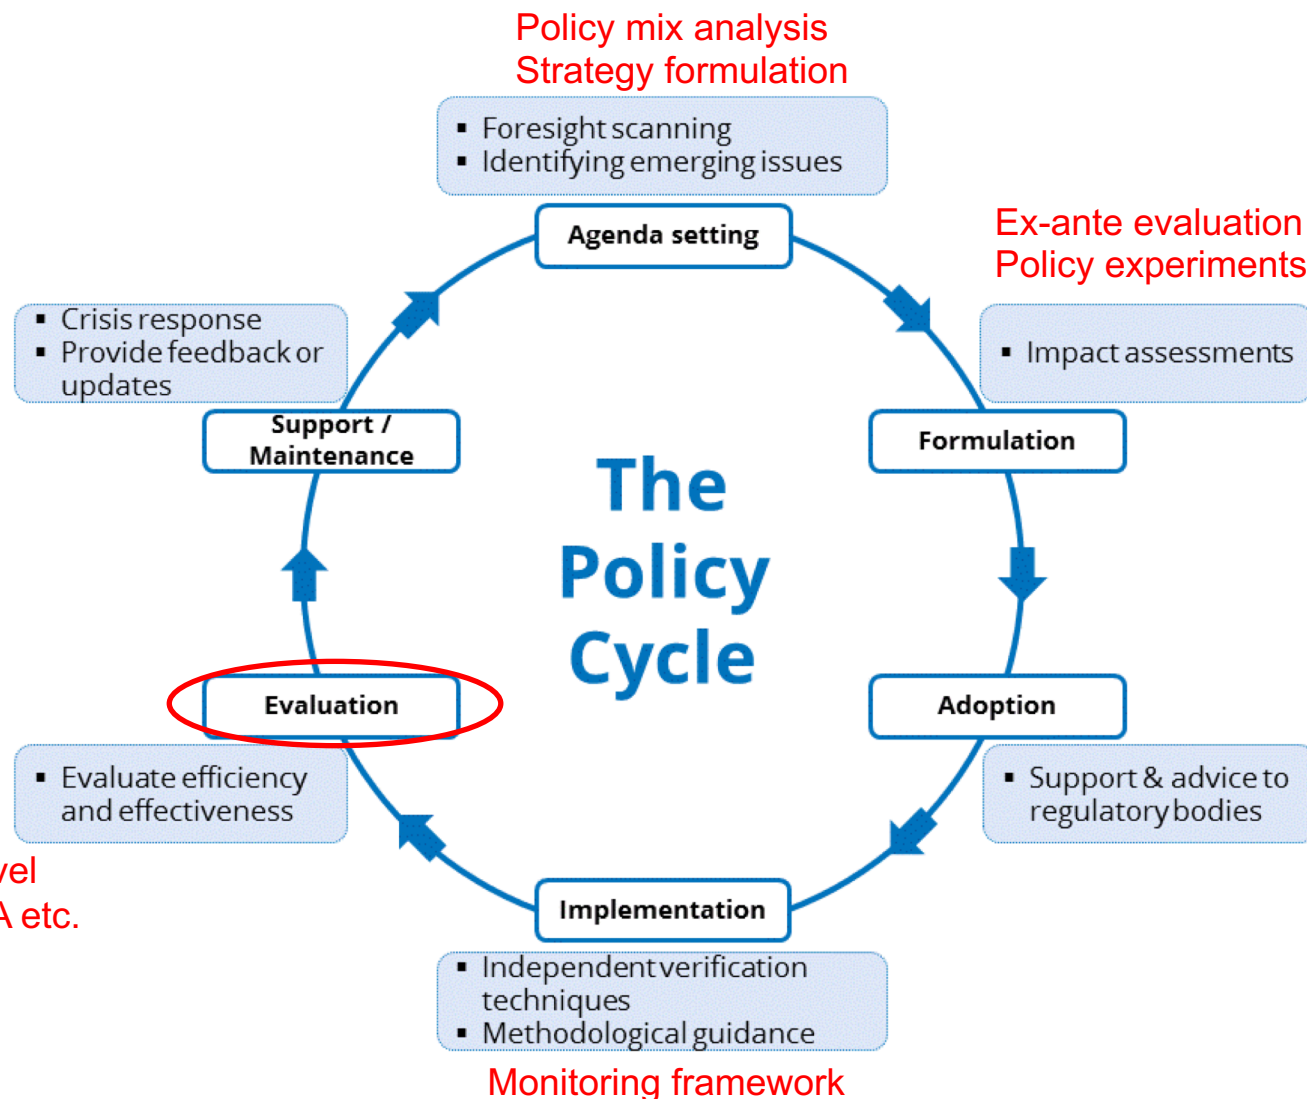 Policy mix analysis
Strategy formulation
▪ Foresight scanning
▪ Identifying emerging issues
Agenda setting
Ex-ante evaluation
Policy experiments
▪ Impact assessments
Formulation
▪ Crisis response
▪ Provide feedback or
updates
Support /
Maintenance
The
Policy
Cycle
Evaluation
▪ Evaluate efficiency
and effectiveness
Adoption
▪ Support & advice to
regulatory bodies
etc.
Implementation
▪ Independent verification
techniques
▪ Methodological guidance
Monitoring framework